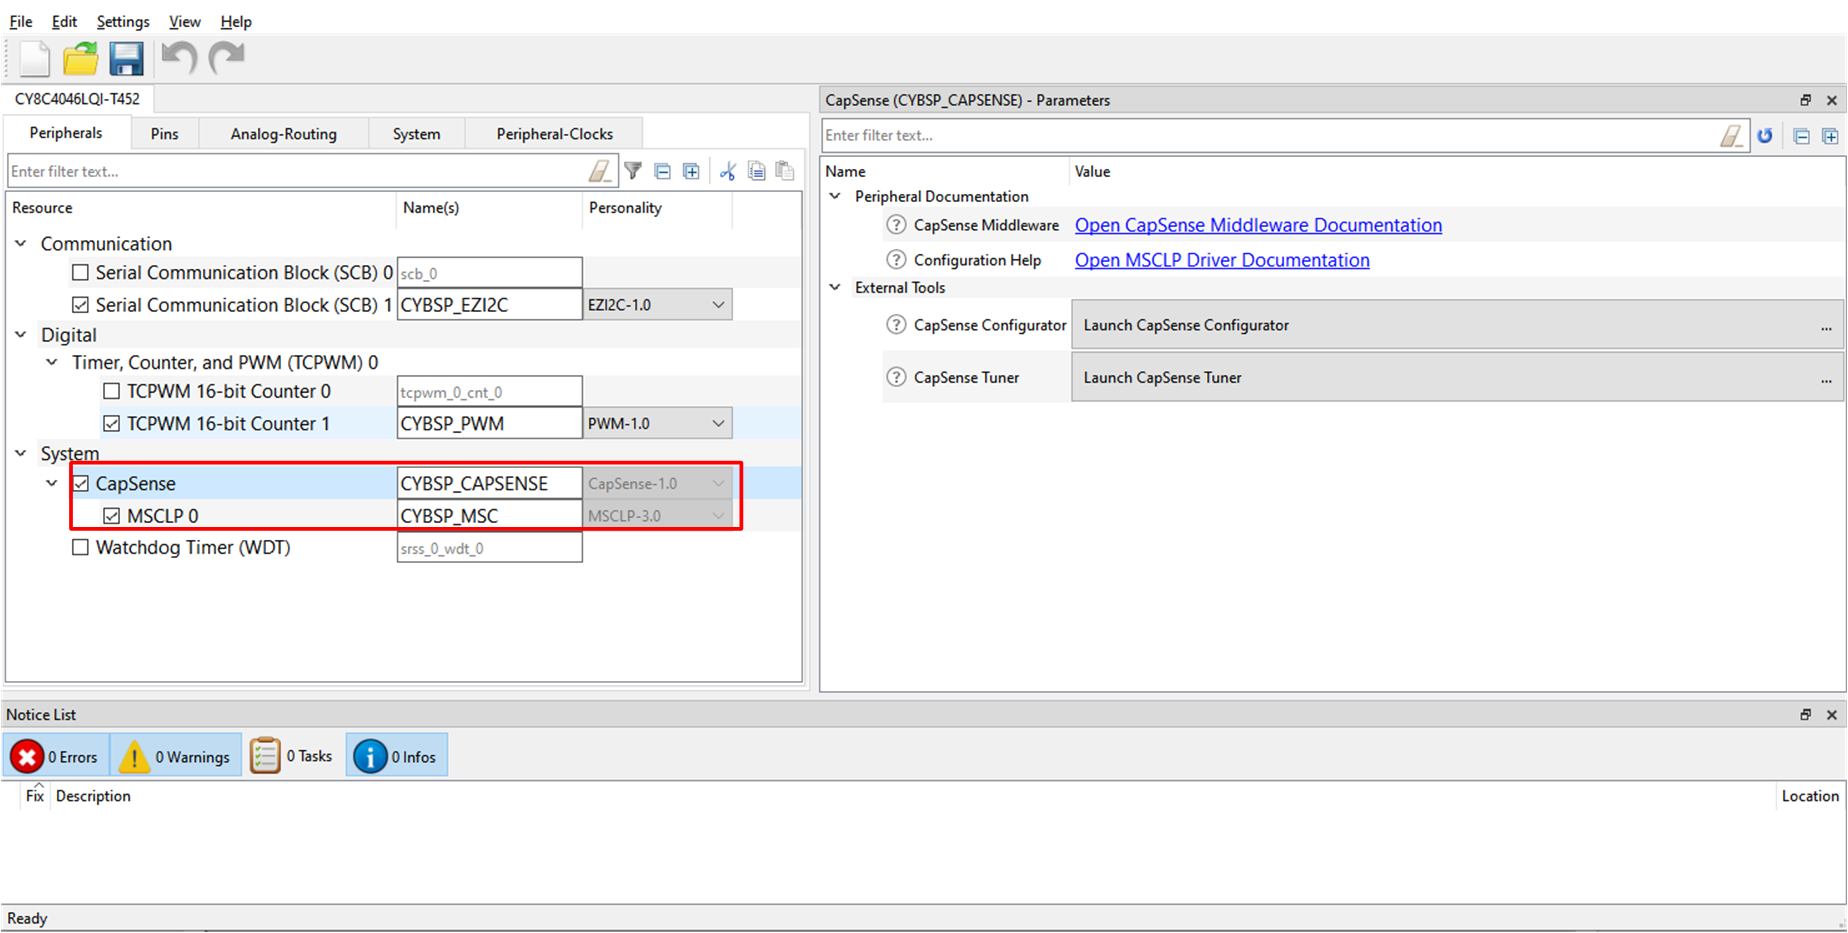 File Edit Settings View Help
CY8C4046LQI-T452
Peripherals Pins Analog-Routing System Peripheral-Clocks
Enter filter text...
Resource Name(s) Personality
Communication
Serial Communication Block (SCB) 0 scb_0
Serial Communication Block (SCB) 1 CYBSP_EZI2C EZI2C-1.0
Digital
Timer, Counter, and PWM (TCPWM) 0
TCPWM 16-bit Counter 0 tcpwm_0_cnt_0
TCPWM 16-bit Counter 1 CYBSP_PWM PWM-1.0
System
CapSense CYBSP_CAPSENSE CapSense-1.0
MSCLP 0 CYBSP_MSC MSCLP-3.0
Watchdog Timer (WDT) srss_0_wdt_0
CapSense (CYBSP_CAPSENSE) - Parameters
Enter filter text...
Name Value
Peripheral Documentation
CapSense Middleware Open CapSense Middleware Documentation
Configuration Help Open MSCLP Driver Documentation
External Tools
CapSense Configurator Launch CapSense Configurator ...
CapSense Tuner Launch CapSense Tuner ...
Notice List
0 Errors 0 Warnings 0 Tasks 0 Infos
Fix Description Location
Ready